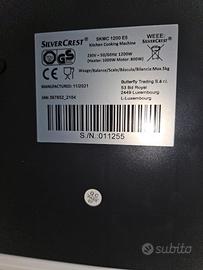 SILVERCREST®
SKMC 1200 E5
Kitchen Cooking Machine
WEEE:
SILVERCREST®
230V ~ 50/60Hz 1200W
(Heater: 1000W Motor: 800W)
Waage/Balance/Scale/Báscula/Bilancia Max.5kg
Manufactured: 11/2021
IAN: 367652_2104
Butterfly Trading S.à r.l.
53 Bd Royal
2449 Luxembourg
L-Luxembourg
S/N.:011255
subito